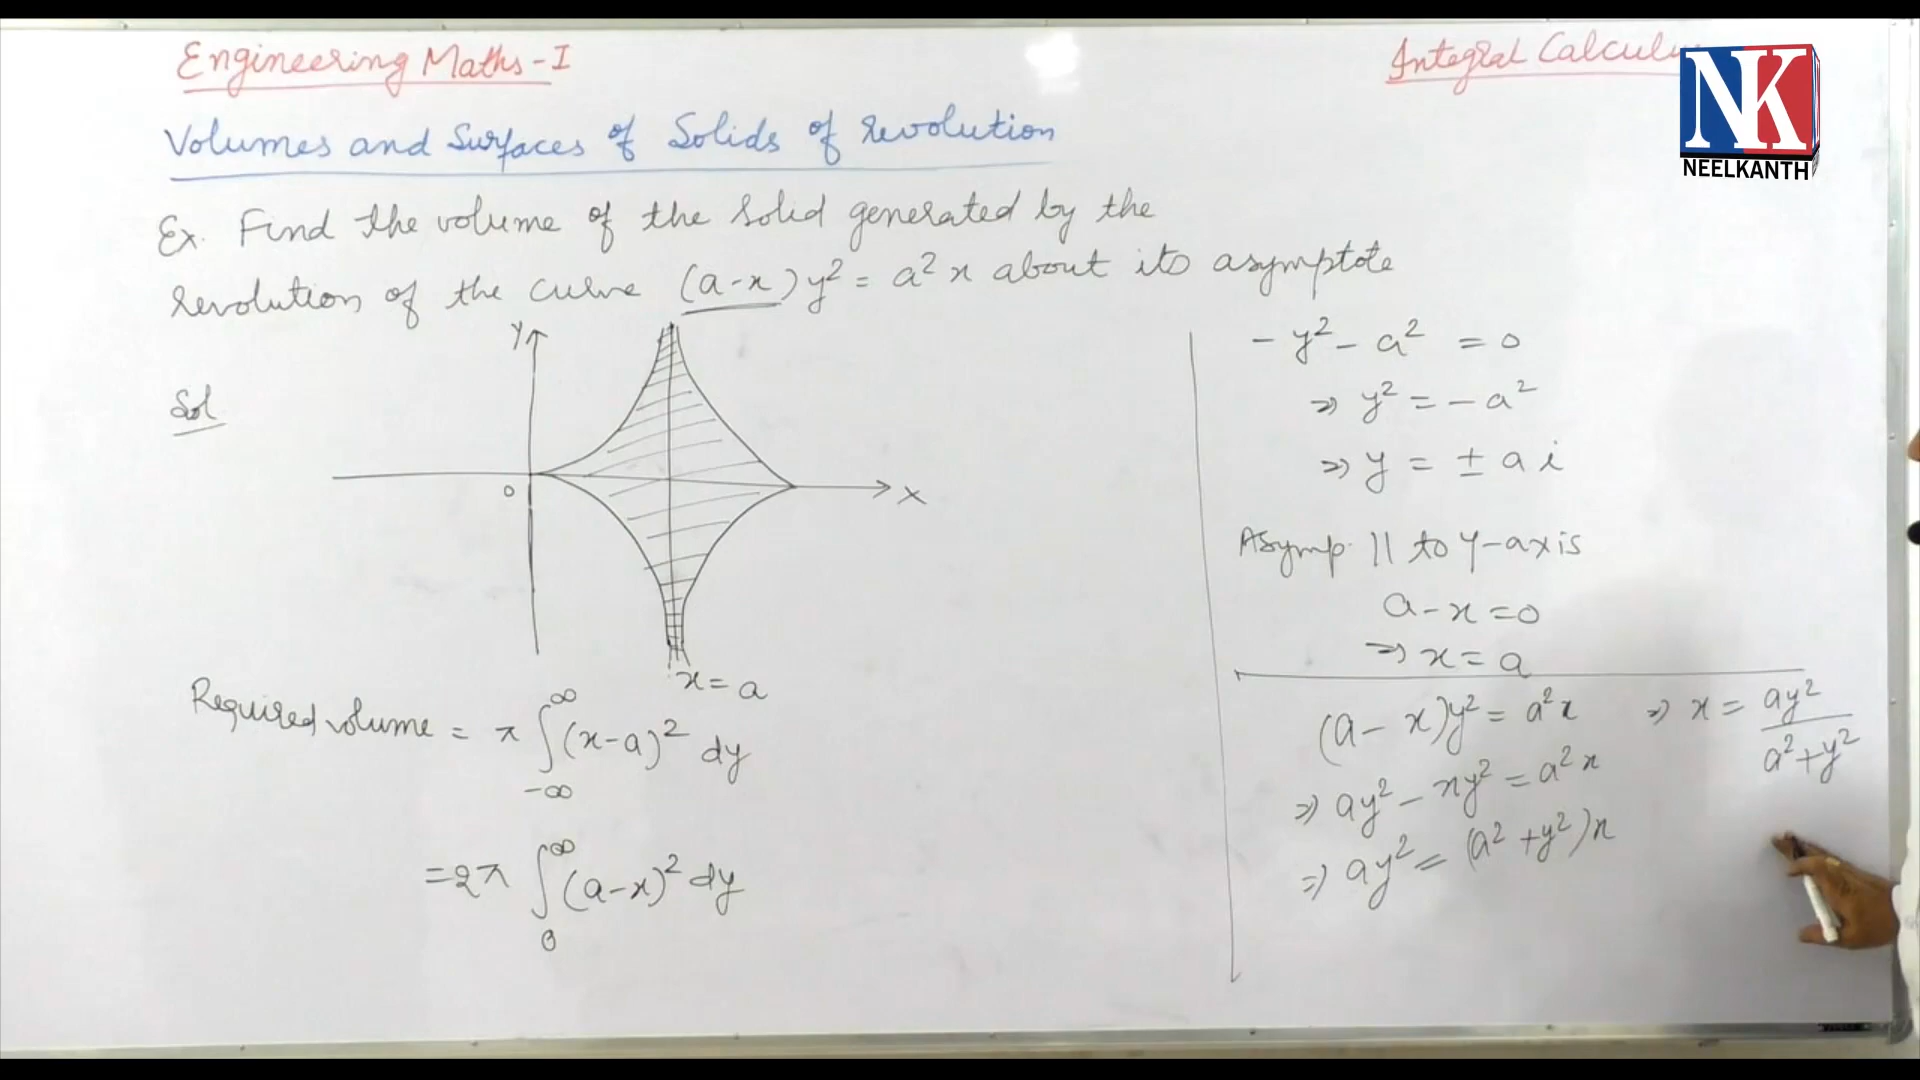 Engineering Maths-I
Integral Calculu
NK
NEELKANTH
Volumes and Surfaces of Solids of revolution
Ex. Find the volume of the solid generated by the
revolution of the curve (a-x)y² = a²x about its asymptote
Sol
Y
0
X
x=a
Required volume = π ∫_{-∞}^{∞} (x-a)² dy
=2π ∫_{0}^{∞} (a-x)² dy
-y² - a² = 0
⇒ y² = -a²
⇒ y = ± a i
Asymp. || to Y-axis
a-x=0
⇒ x = a
(a-x)y² = a²x ⇒ x = ay²/(a²+y²)
⇒ ay² - xy² = a²x
⇒ ay² = (a²+y²)x